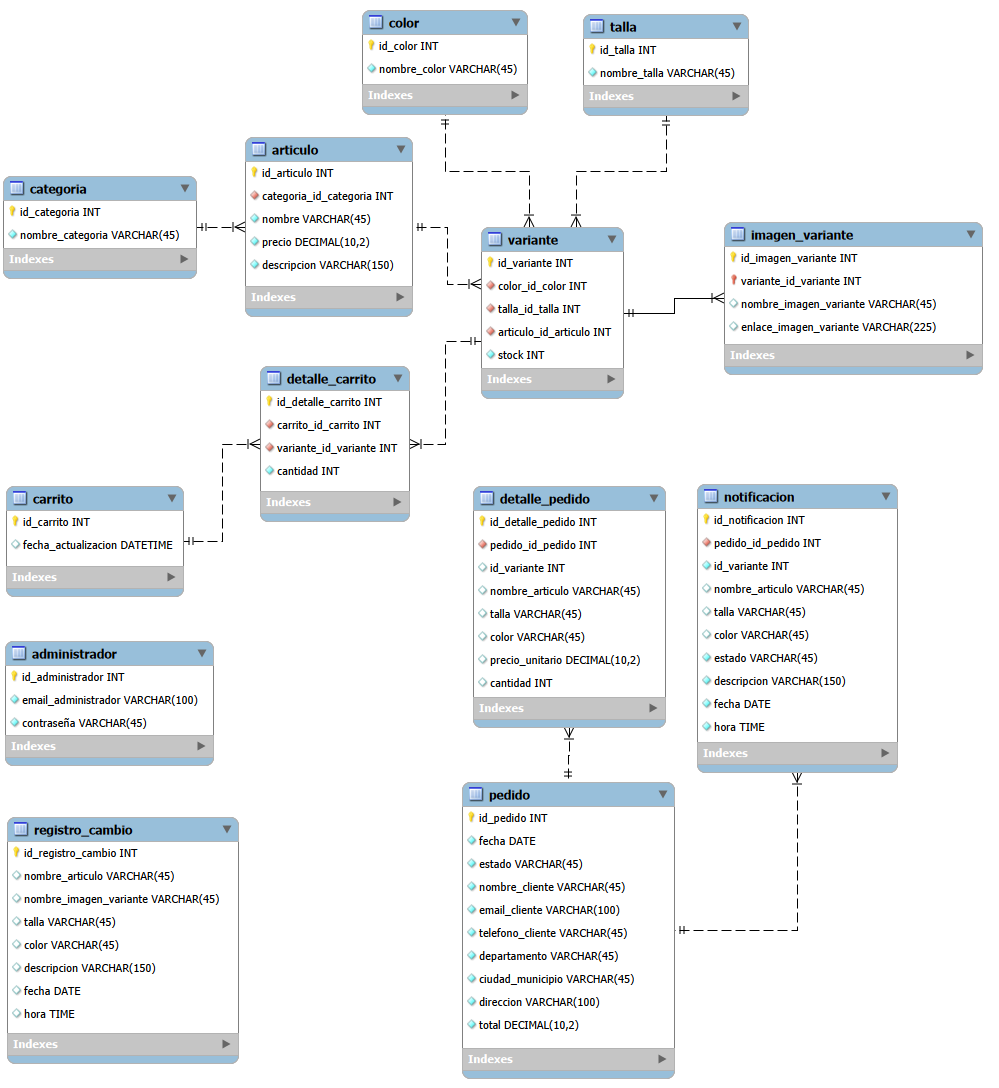 color
id_color INT
nombre_color VARCHAR(45)
Indexes
talla
id_talla INT
nombre_talla VARCHAR(45)
Indexes
articulo
id_articulo INT
categoria_id_categoria INT
nombre VARCHAR(45)
precio DECIMAL(10,2)
descripcion VARCHAR(150)
Indexes
categoria
id_categoria INT
nombre_categoria VARCHAR(45)
Indexes
variante
id_variante INT
color_id_color INT
talla_id_talla INT
articulo_id_articulo INT
stock INT
Indexes
imagen_variante
id_imagen_variante INT
variante_id_variante INT
nombre_imagen_variante VARCHAR(45)
enlace_imagen_variante VARCHAR(225)
Indexes
detalle_carrito
id_detalle_carrito INT
carrito_id_carrito INT
variante_id_variante INT
cantidad INT
Indexes
carrito
id_carrito INT
fecha_actualizacion DATETIME
Indexes
detalle_pedido
id_detalle_pedido INT
pedido_id_pedido INT
id_variante INT
nombre_articulo VARCHAR(45)
talla VARCHAR(45)
color VARCHAR(45)
precio_unitario DECIMAL(10,2)
cantidad INT
Indexes
notificacion
id_notificacion INT
pedido_id_pedido INT
id_variante INT
nombre_articulo VARCHAR(45)
talla VARCHAR(45)
color VARCHAR(45)
estado VARCHAR(45)
descripcion VARCHAR(150)
fecha DATE
hora TIME
Indexes
administrador
id_administrador INT
email_administrador VARCHAR(100)
contraseña VARCHAR(45)
Indexes
pedido
id_pedido INT
fecha DATE
estado VARCHAR(45)
nombre_cliente VARCHAR(45)
email_cliente VARCHAR(100)
telefono_cliente VARCHAR(45)
departamento VARCHAR(45)
ciudad_municipio VARCHAR(45)
direccion VARCHAR(100)
total DECIMAL(10,2)
Indexes
registro_cambio
id_registro_cambio INT
nombre_articulo VARCHAR(45)
nombre_imagen_variante VARCHAR(45)
talla VARCHAR(45)
color VARCHAR(45)
descripcion VARCHAR(150)
fecha DATE
hora TIME
Indexes